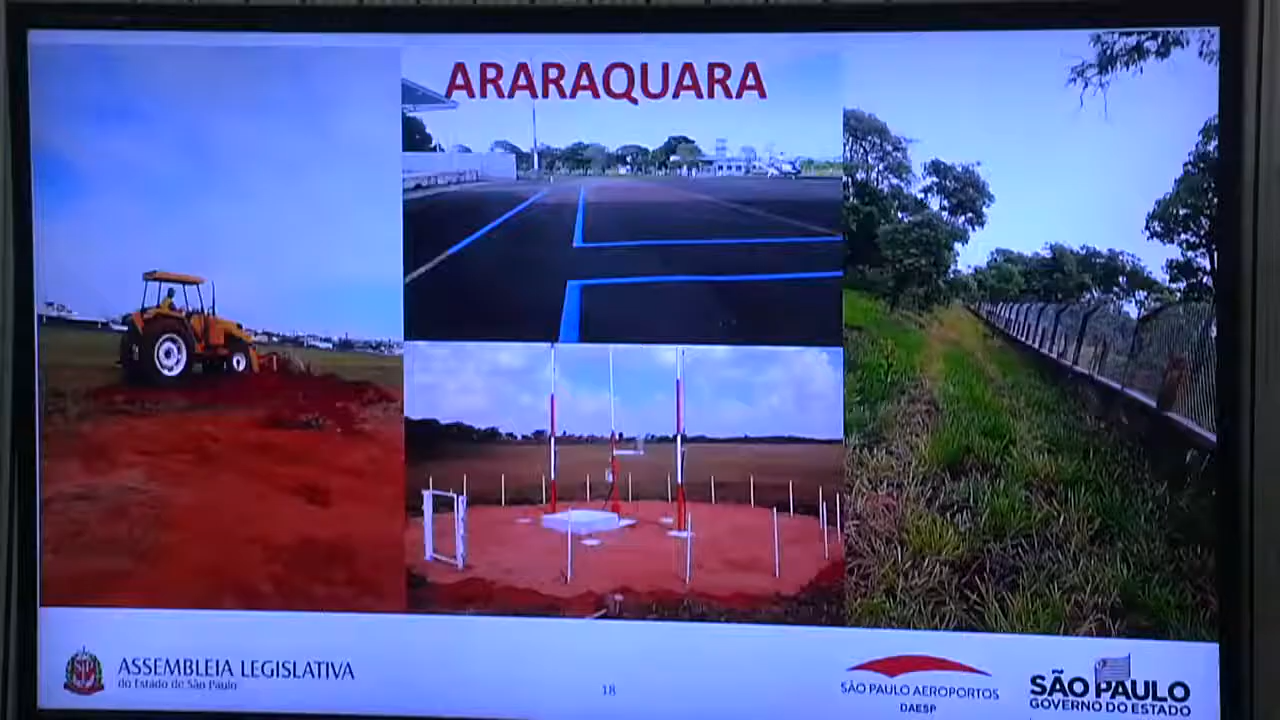 ARARAQUARA
ASSEMBLEIA LEGISLATIVA
do Estado de São Paulo
18
SÃO PAULO AEROPORTOS
DAESP
SÃO PAULO
GOVERNO DO ESTADO